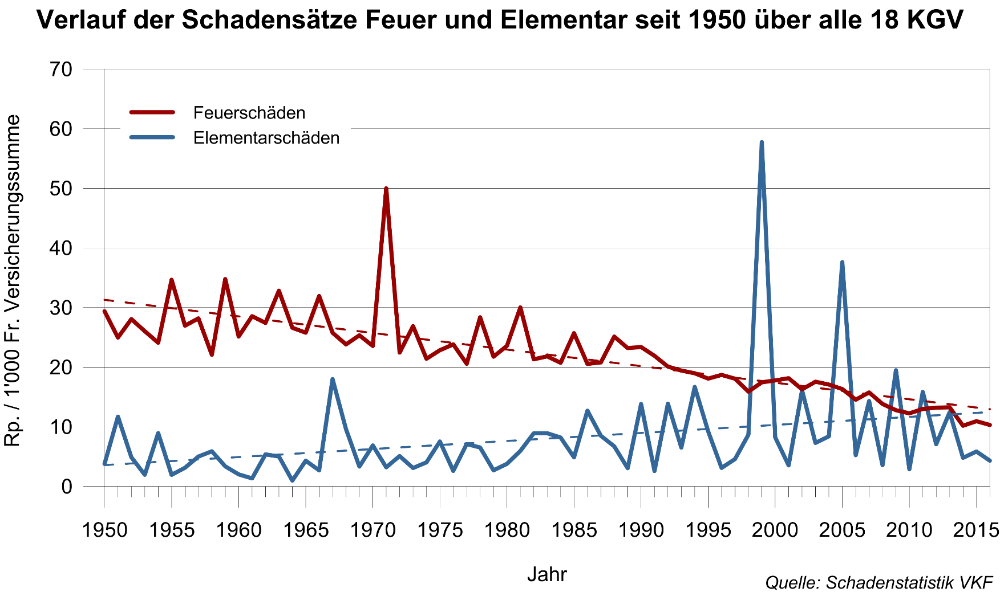 Verlauf der Schadensätze Feuer und Elementar seit 1950 über alle 18 KGV
Rp. / 1'000 Fr. Versicherungssumme
70
60
50
40
30
20
10
0
Feuerschäden
Elementarschäden
1950 1955 1960 1965 1970 1975 1980 1985 1990 1995 2000 2005 2010 2015
Jahr
Quelle: Schadenstatistik VKF